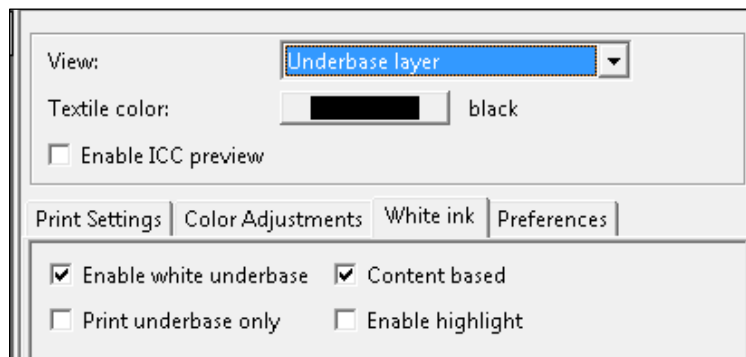 View: Underbase layer
Textile color: black
Enable ICC preview
Print Settings Color Adjustments White ink Preferences
Enable white underbase Content based
Print underbase only Enable highlight